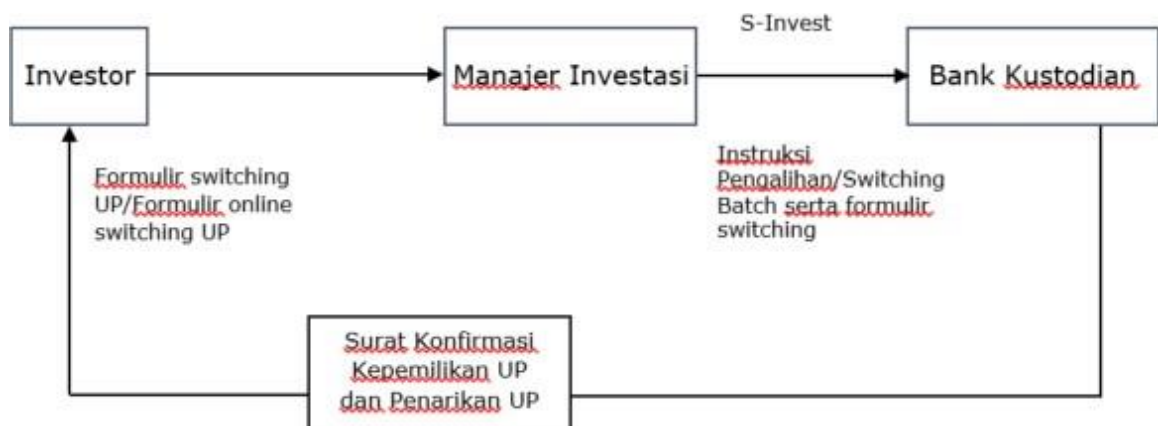 S-Invest
Investor
Manajer Investasi
Bank Kustodian
Formulir switching
UP/Formulir online
switching UP
Instruksi
Pengalihan/Switching
Batch serta formulir
switching
Surat Konfirmasi
Kepemilikan UP
dan Penarikan UP